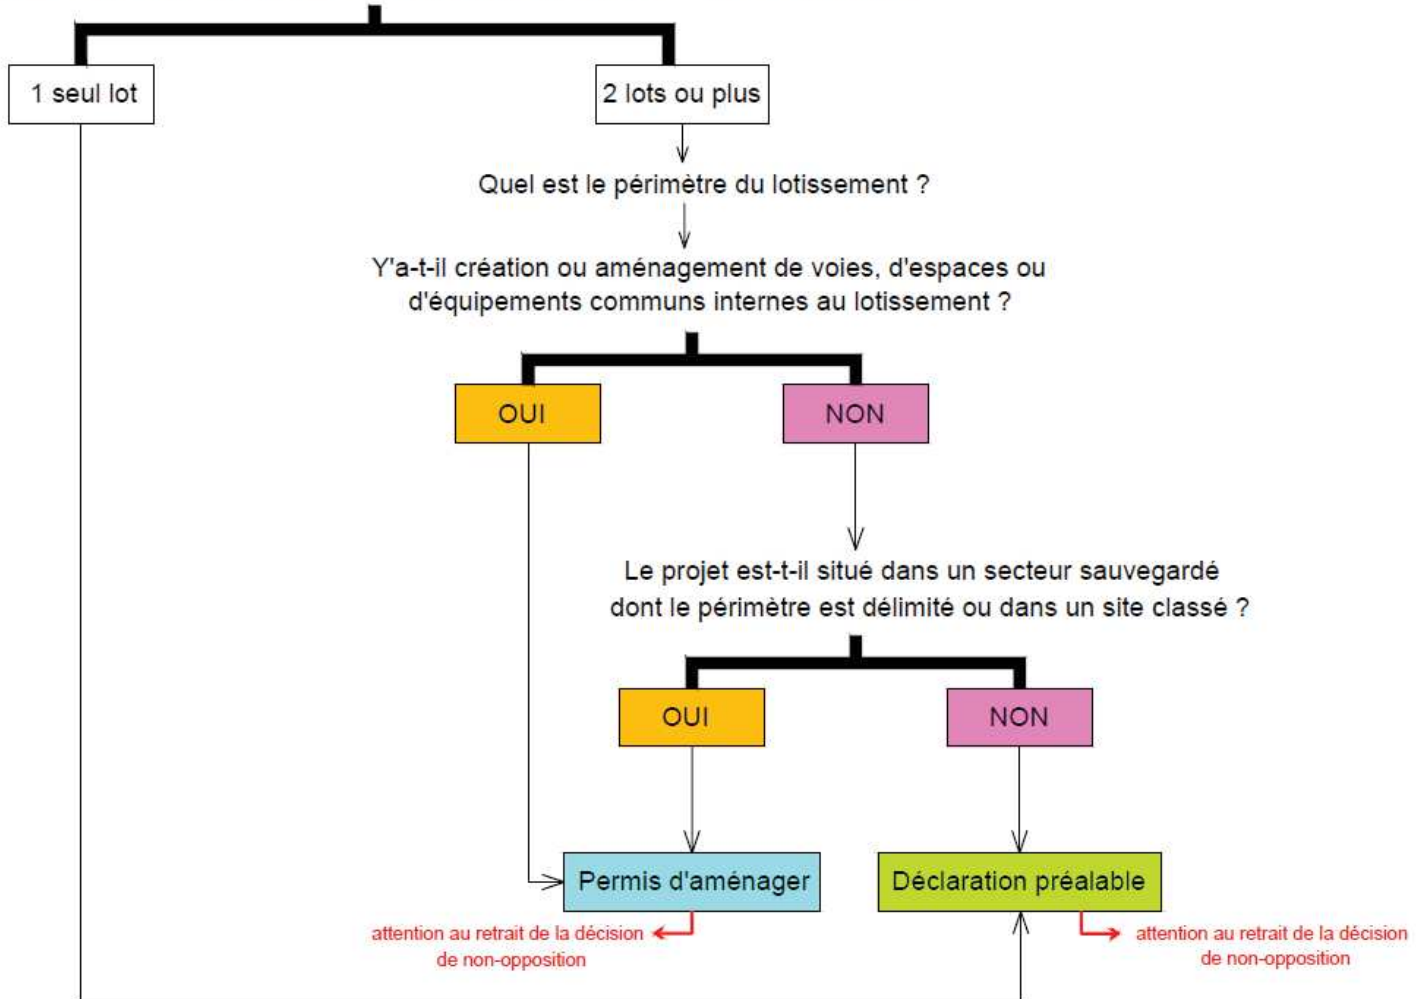 1 seul lot
2 lots ou plus
Quel est le périmètre du lotissement ?
Y'a-t-il création ou aménagement de voies, d'espaces ou
d'équipements communs internes au lotissement ?
OUI
NON
Le projet est-t-il situé dans un secteur sauvegardé
dont le périmètre est délimité ou dans un site classé ?
OUI
NON
Permis d'aménager
Déclaration préalable
attention au retrait de la décision
de non-opposition
attention au retrait de la décision
de non-opposition